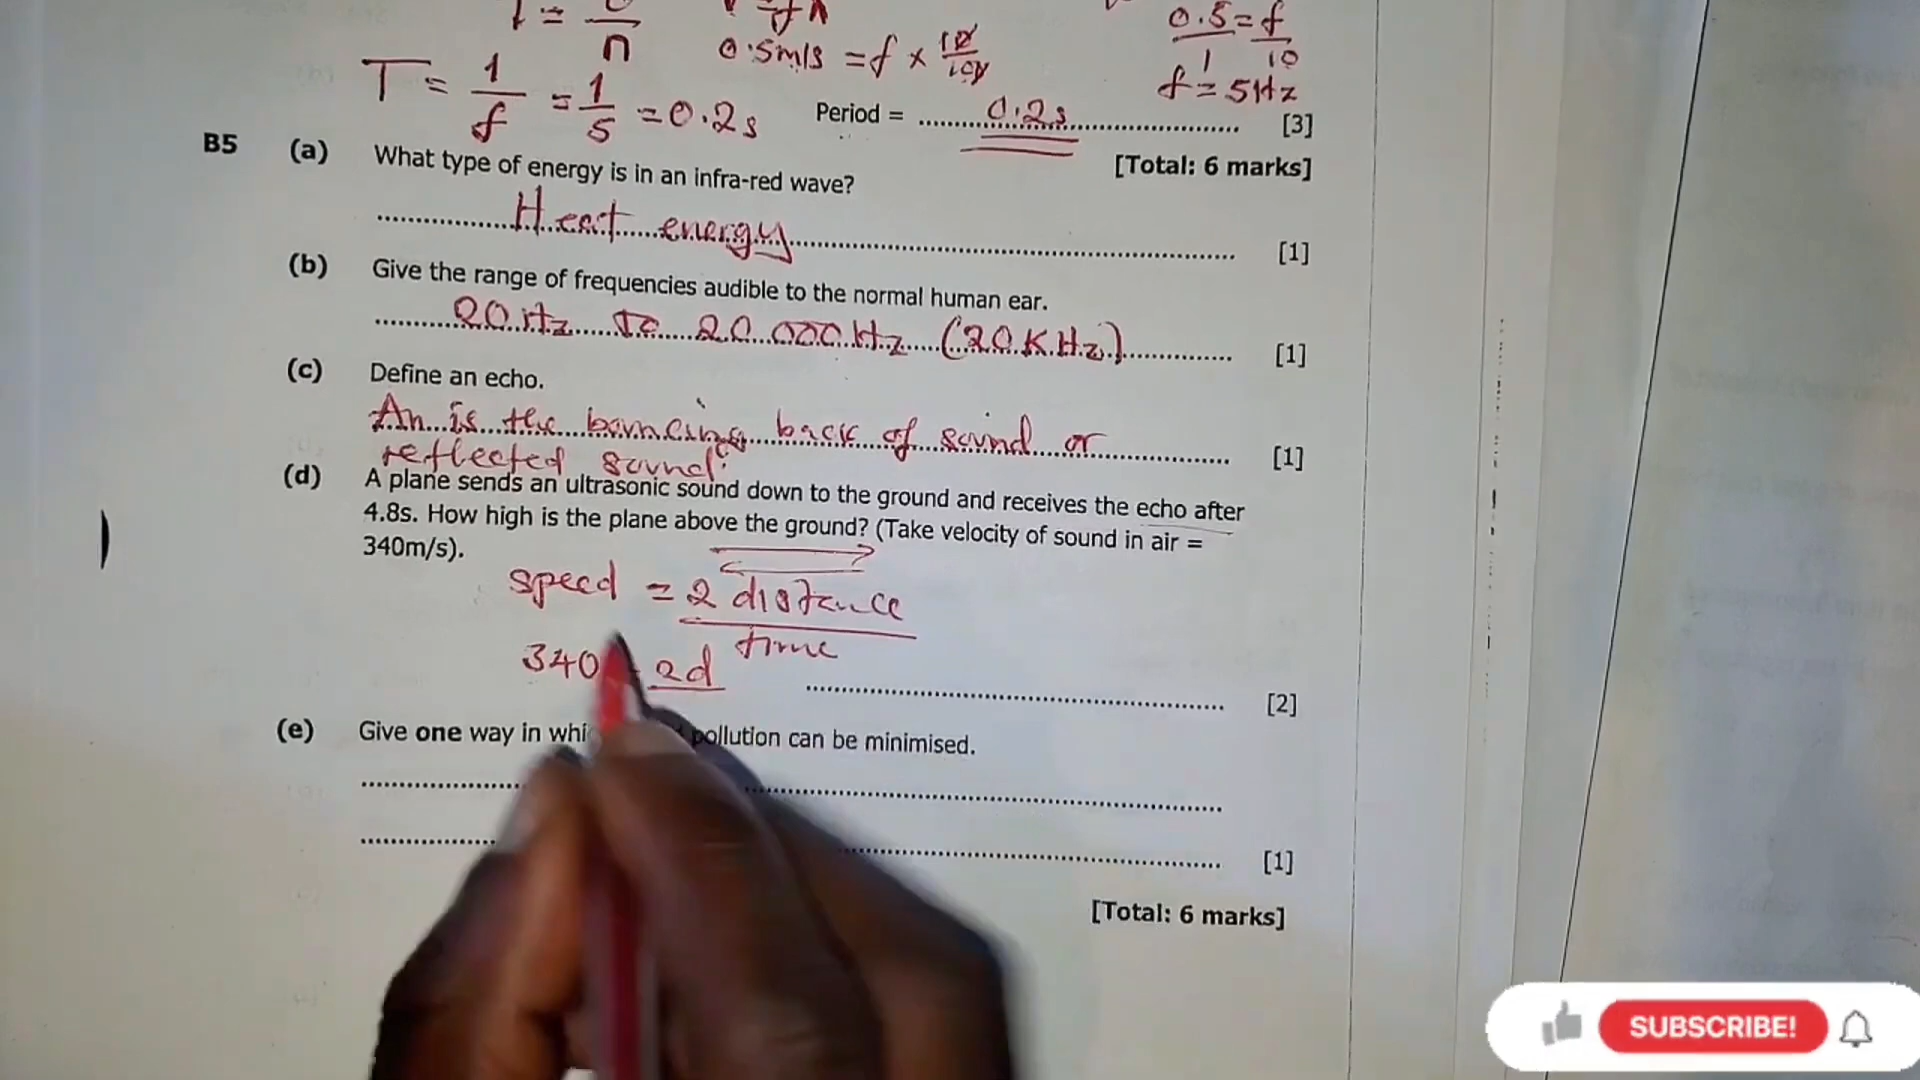 T =
n
0.5m/s = f × 10/100
0.5 = f
1 10
f = 5Hz
T = 1/f = 1/5 = 0.2s
Period = ........0.2s........ [3]
[Total: 6 marks]
B5 (a) What type of energy is in an infra-red wave?
Heat energy [1]
(b) Give the range of frequencies audible to the normal human ear.
20Hz to 20.000Hz (20KHz) [1]
(c) Define an echo.
An is the bouncing back of sound or [1]
reflected sound.
(d) A plane sends an ultrasonic sound down to the ground and receives the echo after
4.8s. How high is the plane above the ground? (Take velocity of sound in air =
340m/s).
speed = 2 distance
time
340 2d
[2]
(e) Give one way in pollution can be minimised.
[1]
[Total: 6 marks]
SUBSCRIBE!